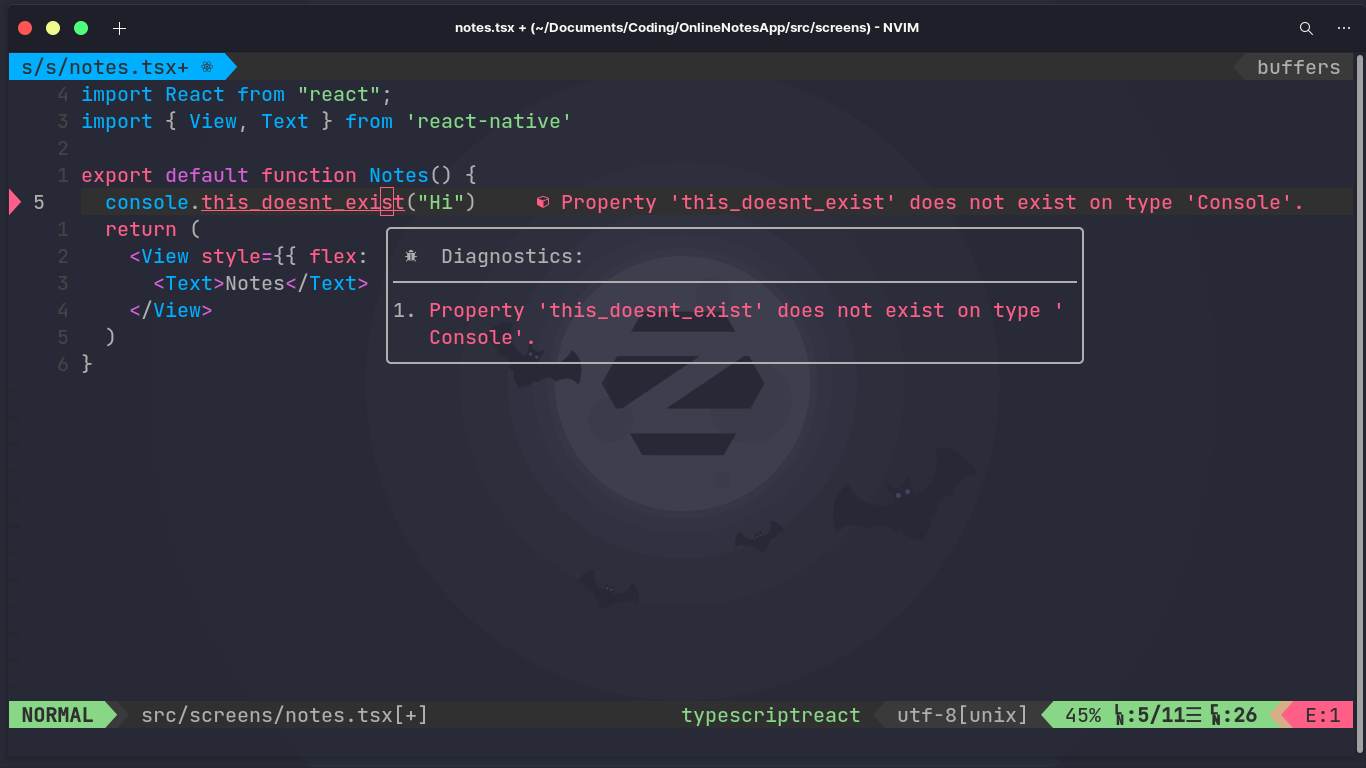 notes.tsx + (~/Documents/Coding/OnlineNotesApp/src/screens) - NVIM
s/s/notes.tsx+ buffers
4 import React from "react";
3 import { View, Text } from 'react-native'
2
1 export default function Notes() {
5 console.this_doesnt_exist("Hi") Property 'this_doesnt_exist' does not exist on type 'Console'.
1 return (
2 <View style={{ flex:
3 <Text>Notes</Text>
4 </View>
5 )
6 }
Diagnostics:
1. Property 'this_doesnt_exist' does not exist on type '
Console'.
NORMAL src/screens/notes.tsx[+] typescriptreact utf-8[unix] 45% LN:5/11☰ CN:26 E:1